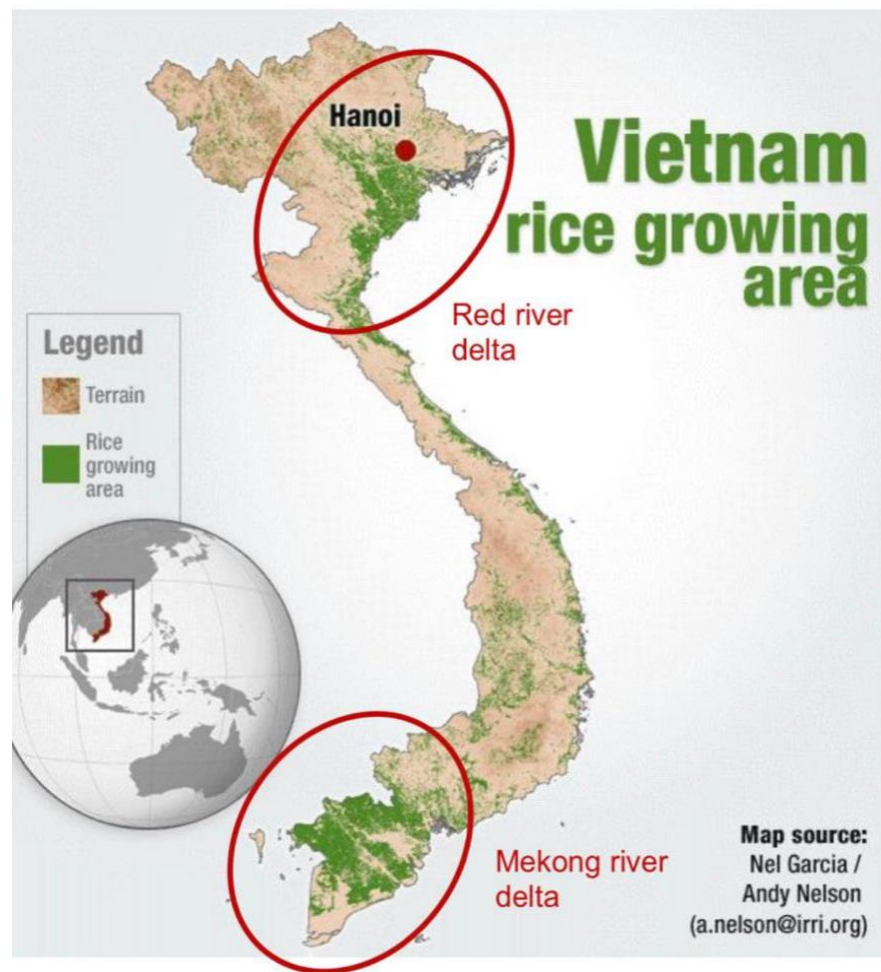 Hanoi
Vietnam
rice growing
area
Red river
delta
Legend
Terrain
Rice
growing
area
Mekong river
delta
Map source:
Nel Garcia /
Andy Nelson
(a.nelson@irri.org)